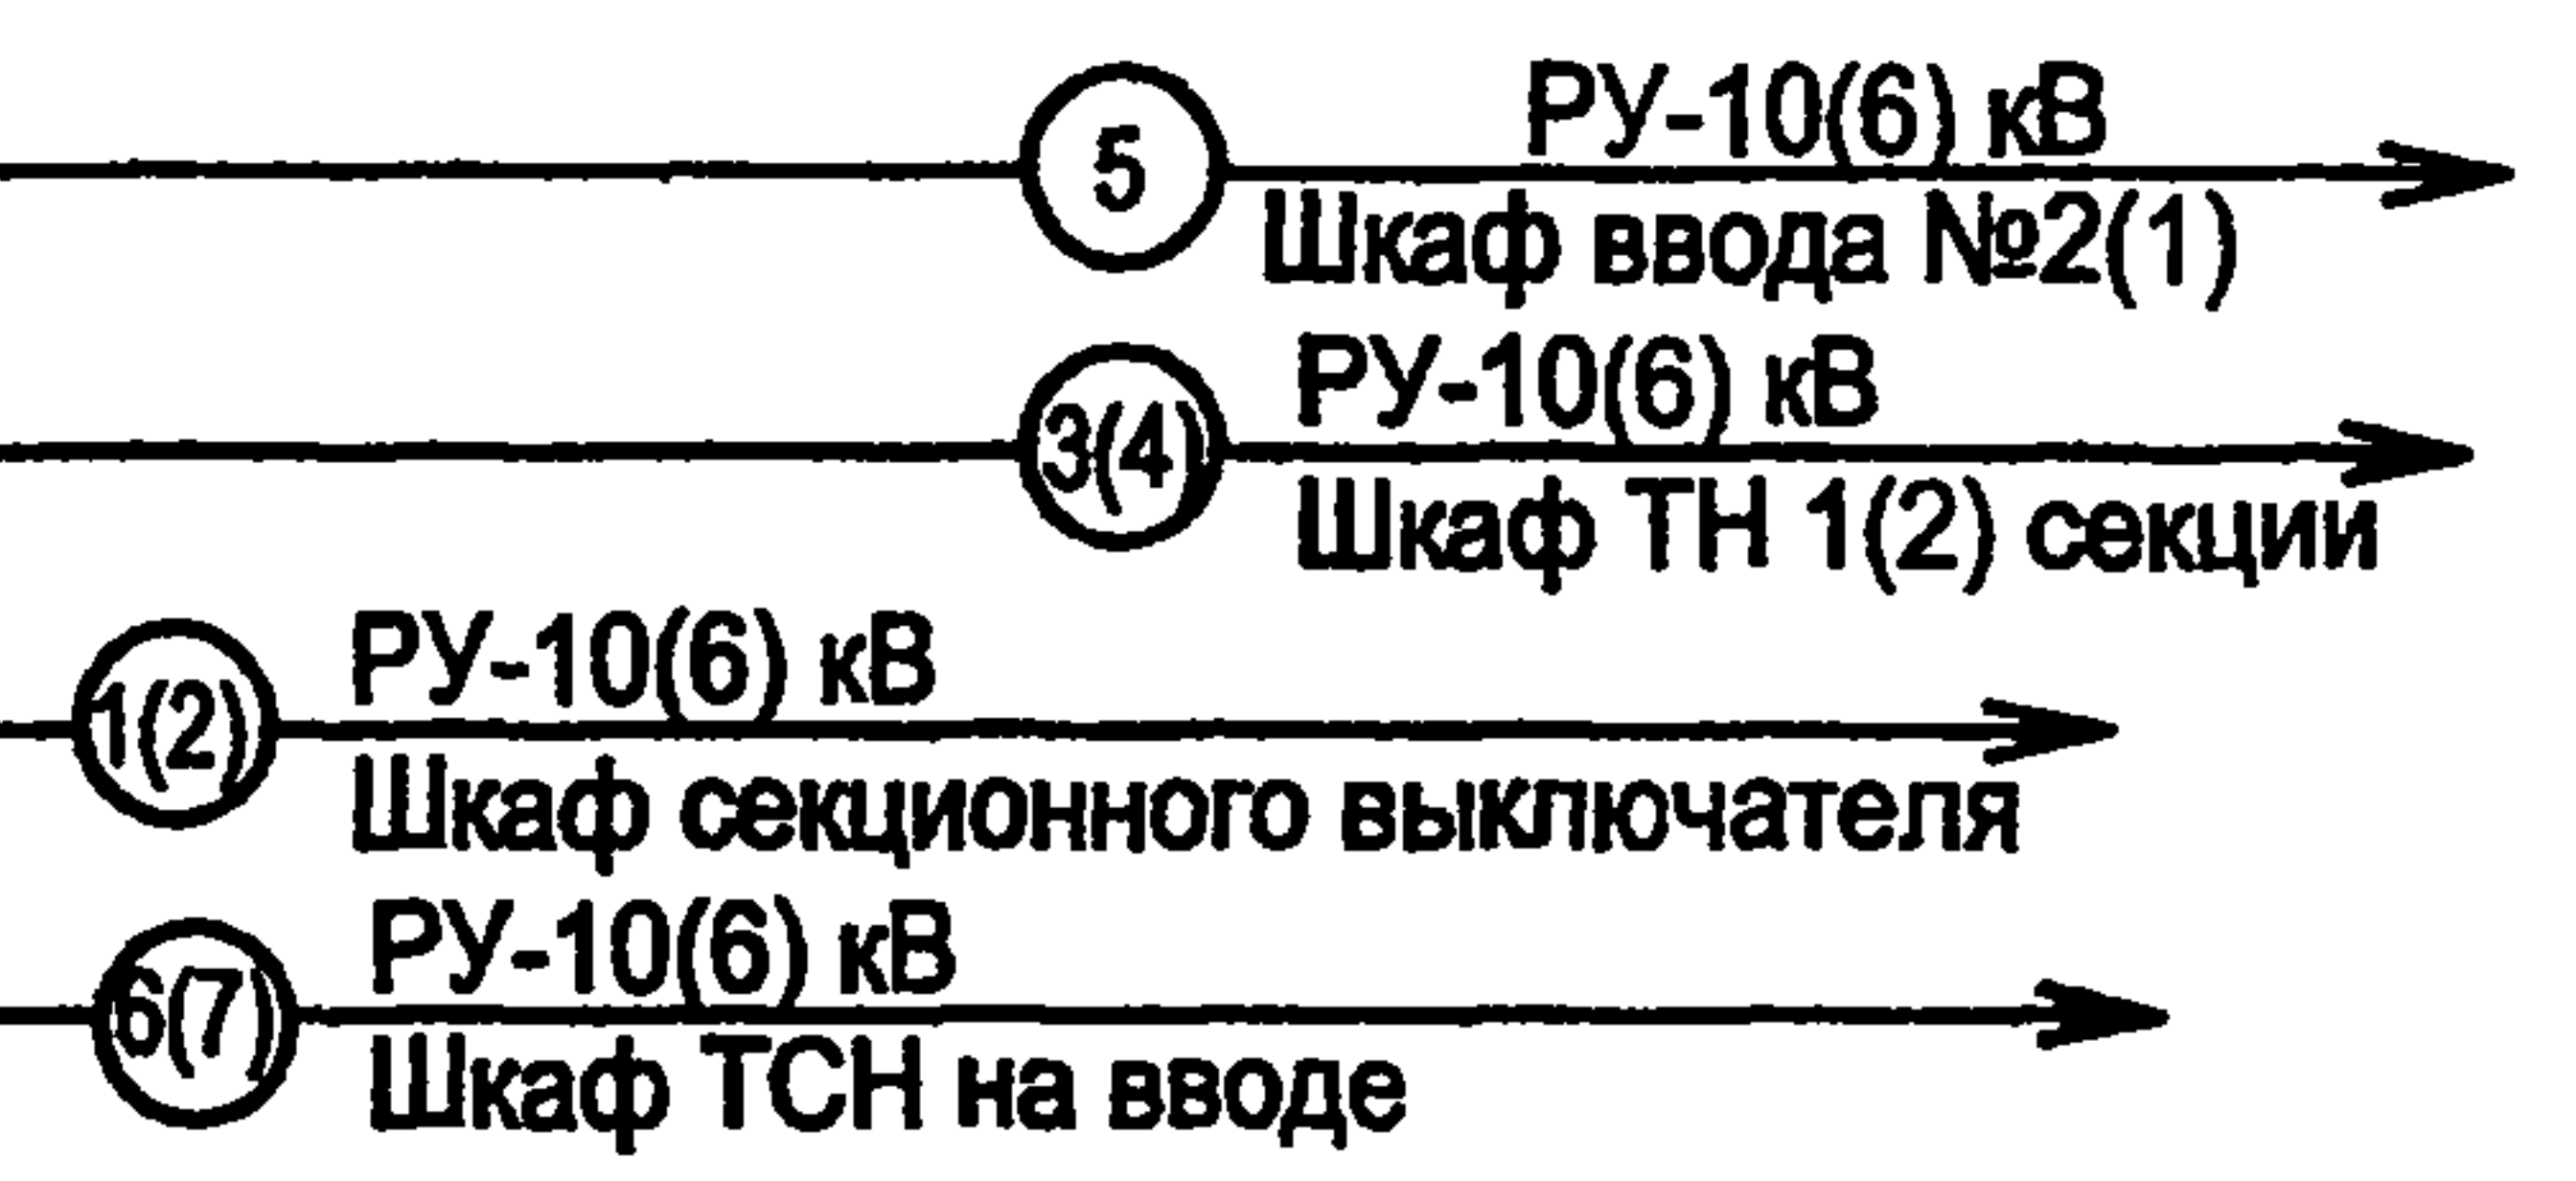 5
РУ-10(6) кВ
Шкаф ввода №2(1)
3(4)
РУ-10(6) кВ
Шкаф ТН 1(2) секции
1(2)
РУ-10(6) кВ
Шкаф секционного выключателя
6(7)
РУ-10(6) кВ
Шкаф ТСН на вводе